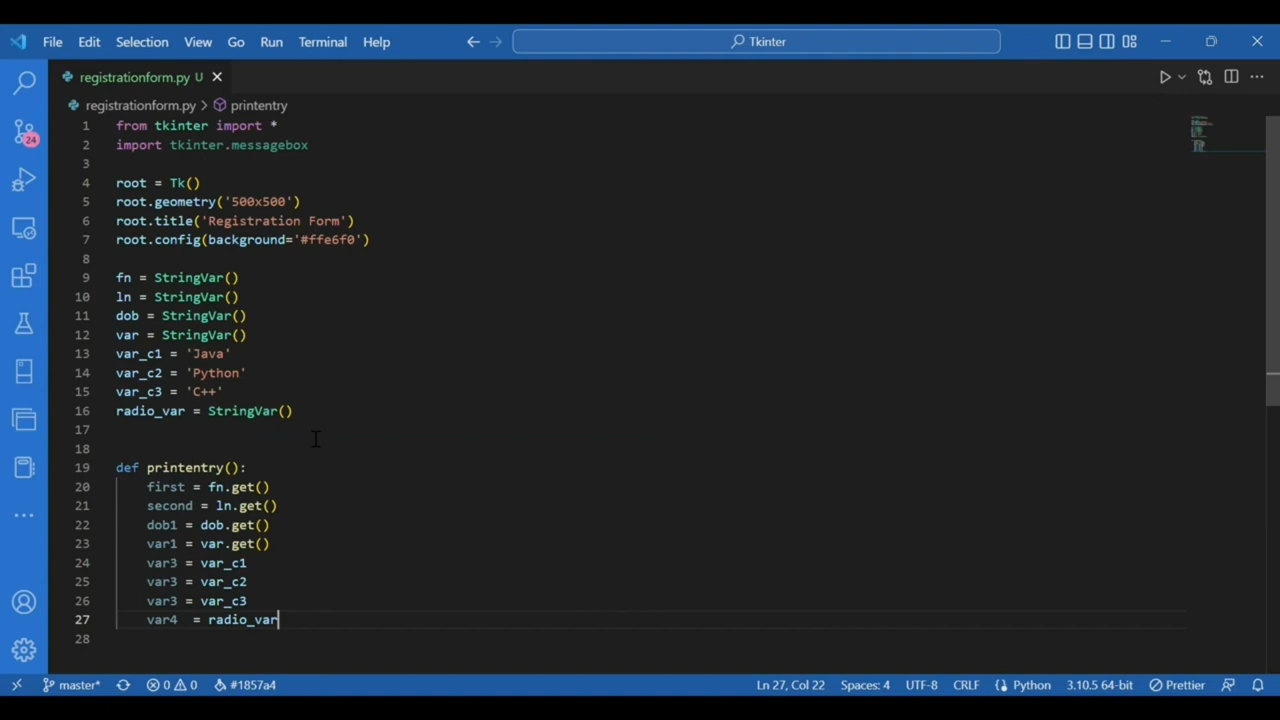 File Edit Selection View Go Run Terminal Help Tkinter
registrationform.py U
registrationform.py > printentry
24
1 from tkinter import *
2 import tkinter.messagebox
3
4 root = Tk()
5 root.geometry('500x500')
6 root.title('Registration Form')
7 root.config(background='#ffe6f0')
8
9 fn = StringVar()
10 ln = StringVar()
11 dob = StringVar()
12 var = StringVar()
13 var_c1 = 'Java'
14 var_c2 = 'Python'
15 var_c3 = 'C++'
16 radio_var = StringVar()
17
18
19 def printentry():
20 first = fn.get()
21 second = ln.get()
22 dob1 = dob.get()
23 var1 = var.get()
24 var3 = var_c1
25 var3 = var_c2
26 var3 = var_c3
27 var4  = radio_var
28
master* 0 0 #1857a4 Ln 27, Col 22 Spaces: 4 UTF-8 CRLF Python 3.10.5 64-bit Prettier